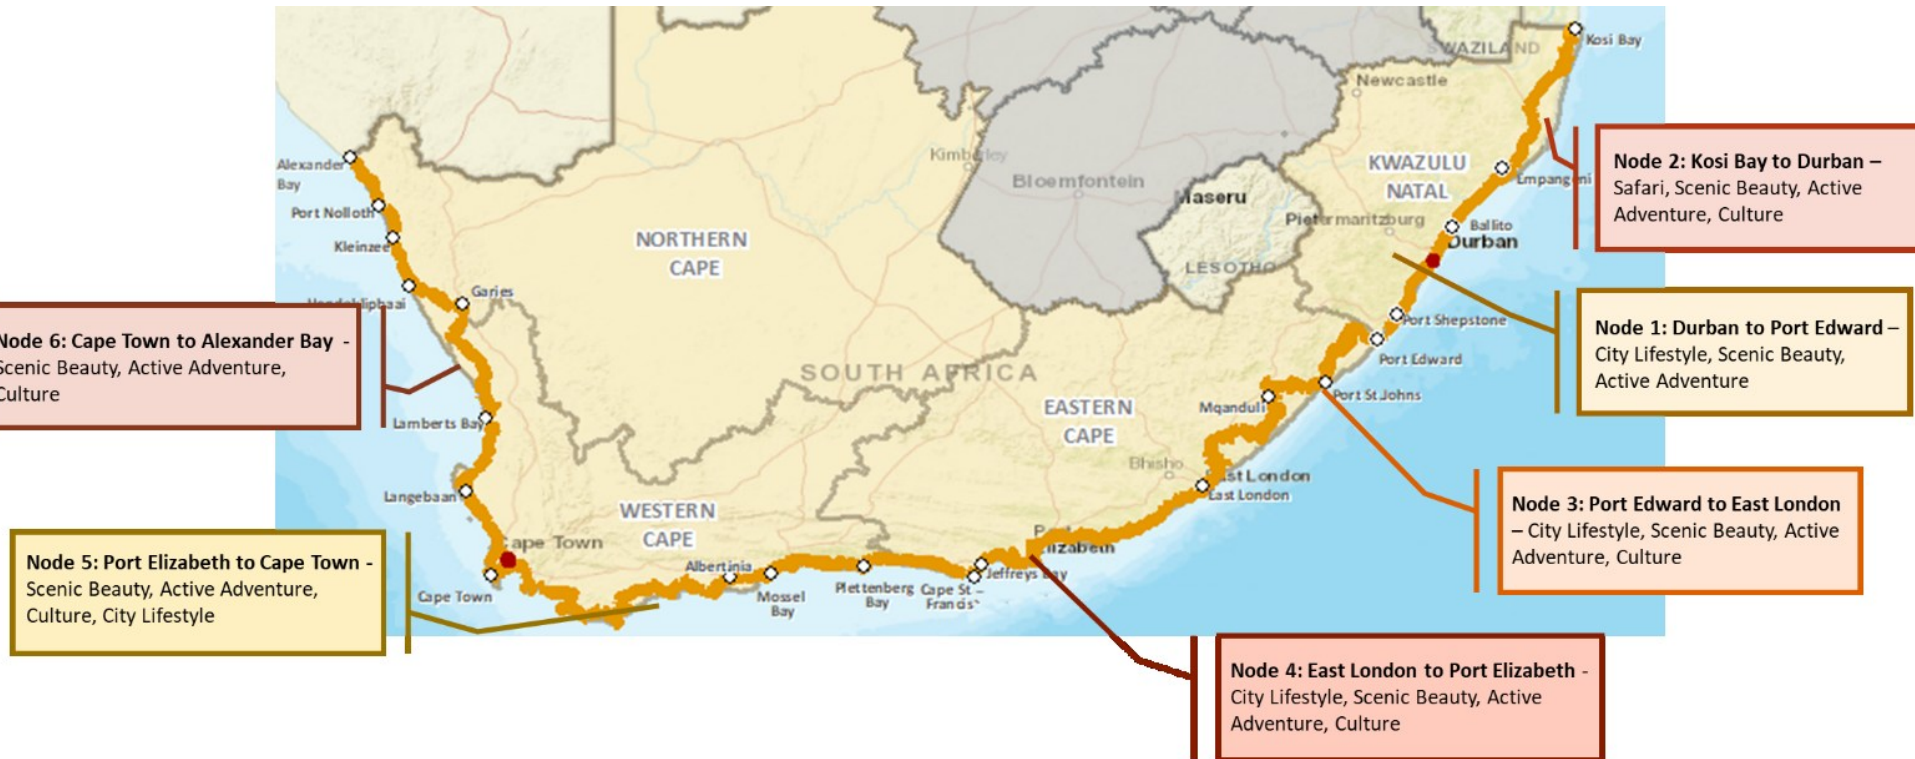 SWAZILAND
Kosi Bay
Newcastle
Alexander
Bay
Kimberley
Bloemfontein
KWAZULU
NATAL
Empangeni
Node 2: Kosi Bay to Durban –
Safari, Scenic Beauty, Active
Adventure, Culture
Port Nolloth
Maseru
Pietermaritzburg
Ballito
Durban
Kleinzee
NORTHERN
CAPE
LESOTHO
Garies
Port Shepstone
Node 1: Durban to Port Edward –
City Lifestyle, Scenic Beauty,
Active Adventure
Node 6: Cape Town to Alexander Bay -
Scenic Beauty, Active Adventure,
Culture
Port Edward
SOUTH AFRICA
Port St Johns
EASTERN
CAPE
Mqanduli
Lamberts Bay
Bhisho
East London
East London
Langebaan
WESTERN
CAPE
Node 3: Port Edward to East London
– City Lifestyle, Scenic Beauty, Active
Adventure, Culture
Port
Elizabeth
Cape Town
Node 5: Port Elizabeth to Cape Town -
Scenic Beauty, Active Adventure,
Culture, City Lifestyle
Cape Town
Albertinia
Mossel
Bay
Plettenberg
Bay
Cape St –
Francis
Jeffreys Bay
Node 4: East London to Port Elizabeth -
City Lifestyle, Scenic Beauty, Active
Adventure, Culture